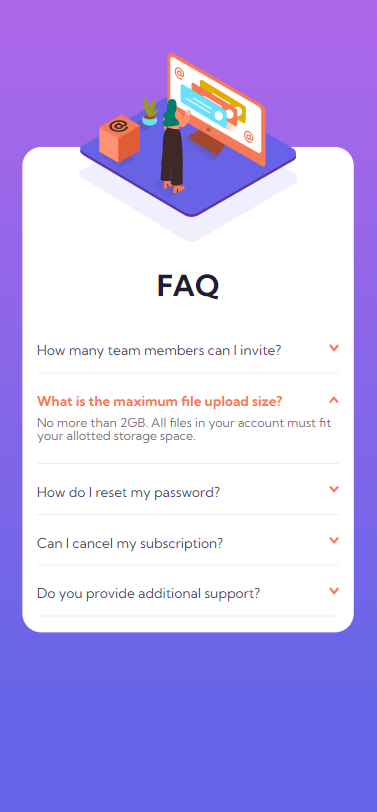 @
@
@
FAQ
How many team members can I invite?
What is the maximum file upload size?
No more than 2GB. All files in your account must fit
your allotted storage space.
How do I reset my password?
Can I cancel my subscription?
Do you provide additional support?